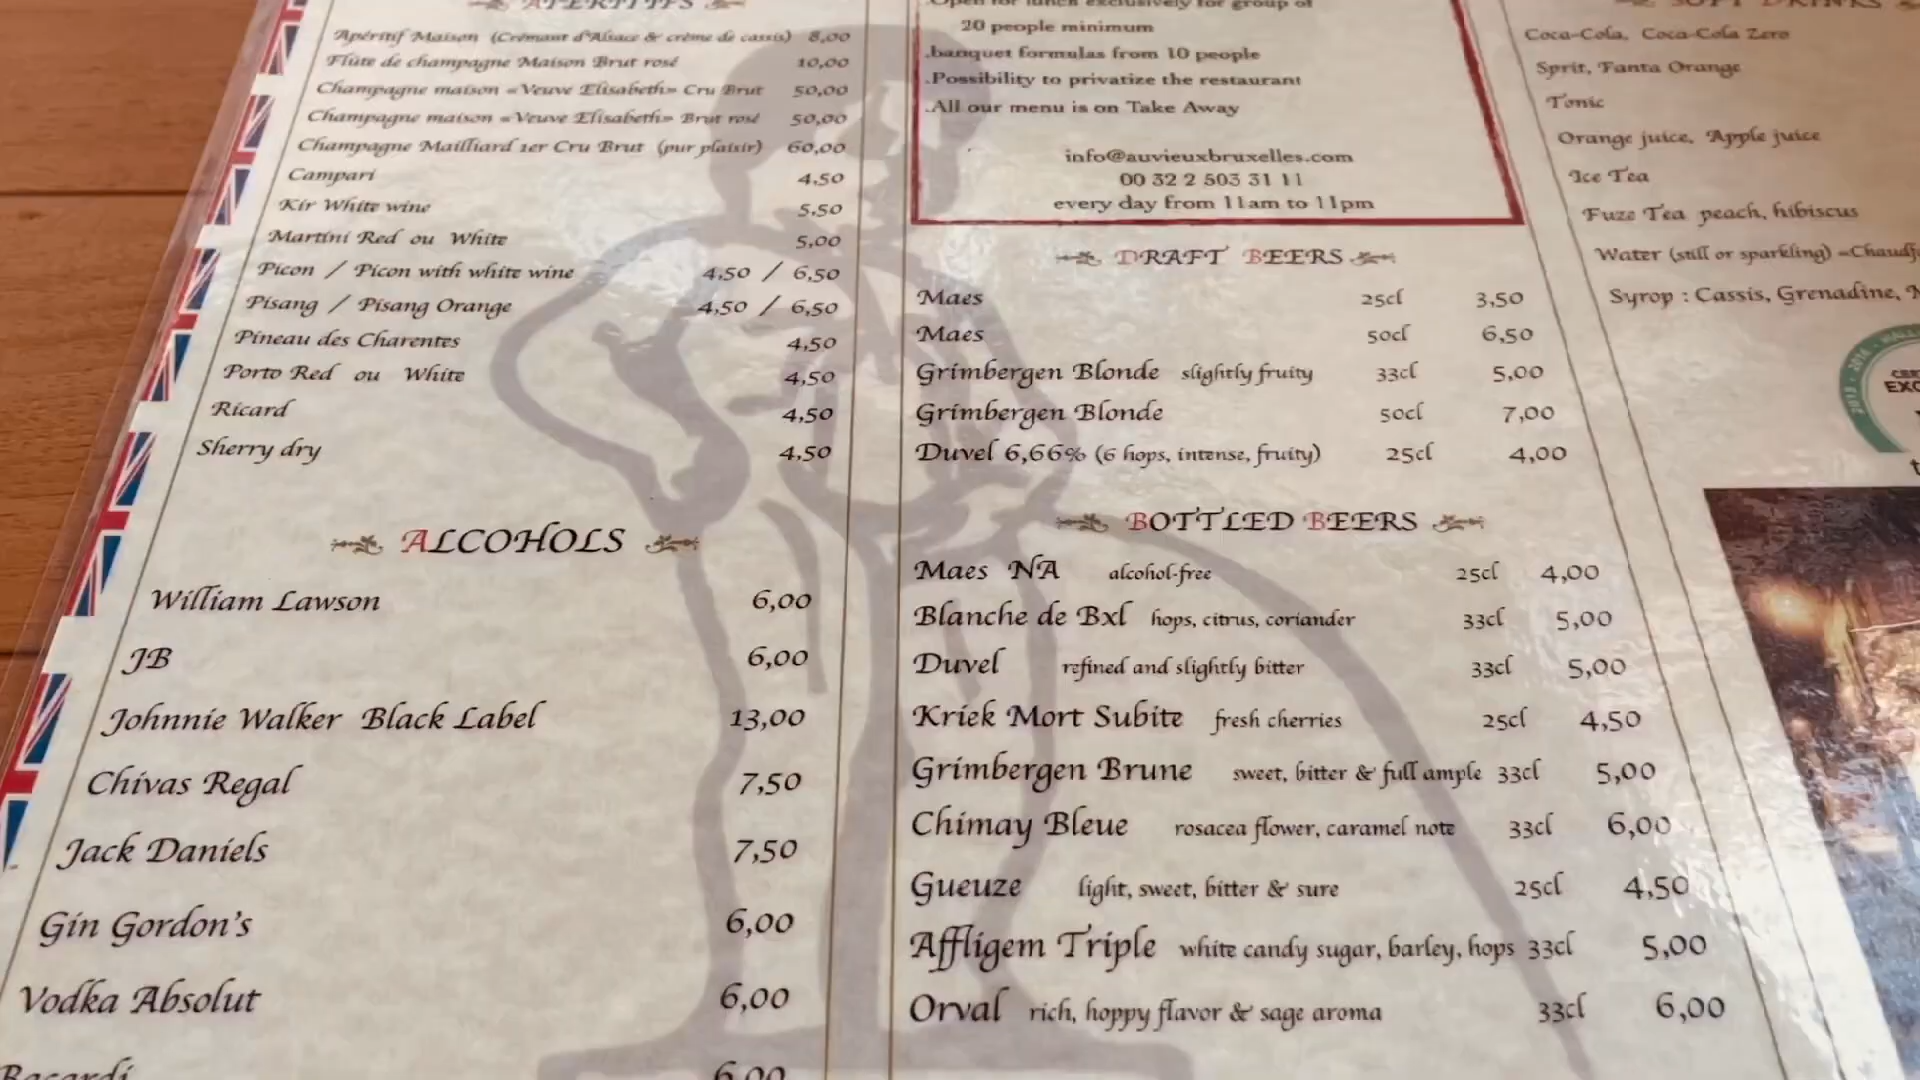 APERITIFS
Apéritif Maison (Crémant d'Alsace & crème de cassis) 8,00
Flûte de champagne Maison Brut rosé 10,00
Champagne maison «Veuve Elisabeth» Cru Brut 50,00
Champagne maison «Veuve Elisabeth» Brut rosé 50,00
Champagne Mailliard 1er Cru Brut (pur plaisir) 60,00
Campari 4,50
Kir White wine 5,50
Martini Red ou White 5,00
Picon / Picon with white wine 4,50 / 6,50
Pisang / Pisang Orange 4,50 / 6,50
Pineau des Charentes 4,50
Porto Red ou White 4,50
Ricard 4,50
Sherry dry 4,50
ALCOHOLS
William Lawson 6,00
JB 6,00
Johnnie Walker Black Label 13,00
Chivas Regal 7,50
Jack Daniels 7,50
Gin Gordon's 6,00
Vodka Absolut 6,00
Bacardi 6,00
.Open for lunch exclusively for group of
20 people minimum
.banquet formulas from 10 people
.Possibility to privatize the restaurant
.All our menu is on Take Away
info@auvieuxbruxelles.com
00 32 2 503 31 11
every day from 11am to 11pm
DRAFT BEERS
Maes 25cl 3,50
Maes 50cl 6,50
Grimbergen Blonde slightly fruity 33cl 5,00
Grimbergen Blonde 50cl 7,00
Duvel 6,66% (6 hops, intense, fruity) 25cl 4,00
BOTTLED BEERS
Maes NA alcohol-free 25cl 4,00
Blanche de Bxl hops, citrus, coriander 33cl 5,00
Duvel refined and slightly bitter 33cl 5,00
Kriek Mort Subite fresh cherries 25cl 4,50
Grimbergen Brune sweet, bitter & full ample 33cl 5,00
Chimay Bleue rosacea flower, caramel note 33cl 6,00
Gueuze light, sweet, bitter & sure 25cl 4,50
Affligem Triple white candy sugar, barley, hops 33cl 5,00
Orval rich, hoppy flavor & sage aroma 33cl 6,00
SOFT DRINKS
Coca-Cola, Coca-Cola Zero
Sprit, Fanta Orange
Tonic
Orange juice, Apple juice
Ice Tea
Fuze Tea peach, hibiscus
Water (still or sparkling)
Syrop : Cassis, Grenadine,